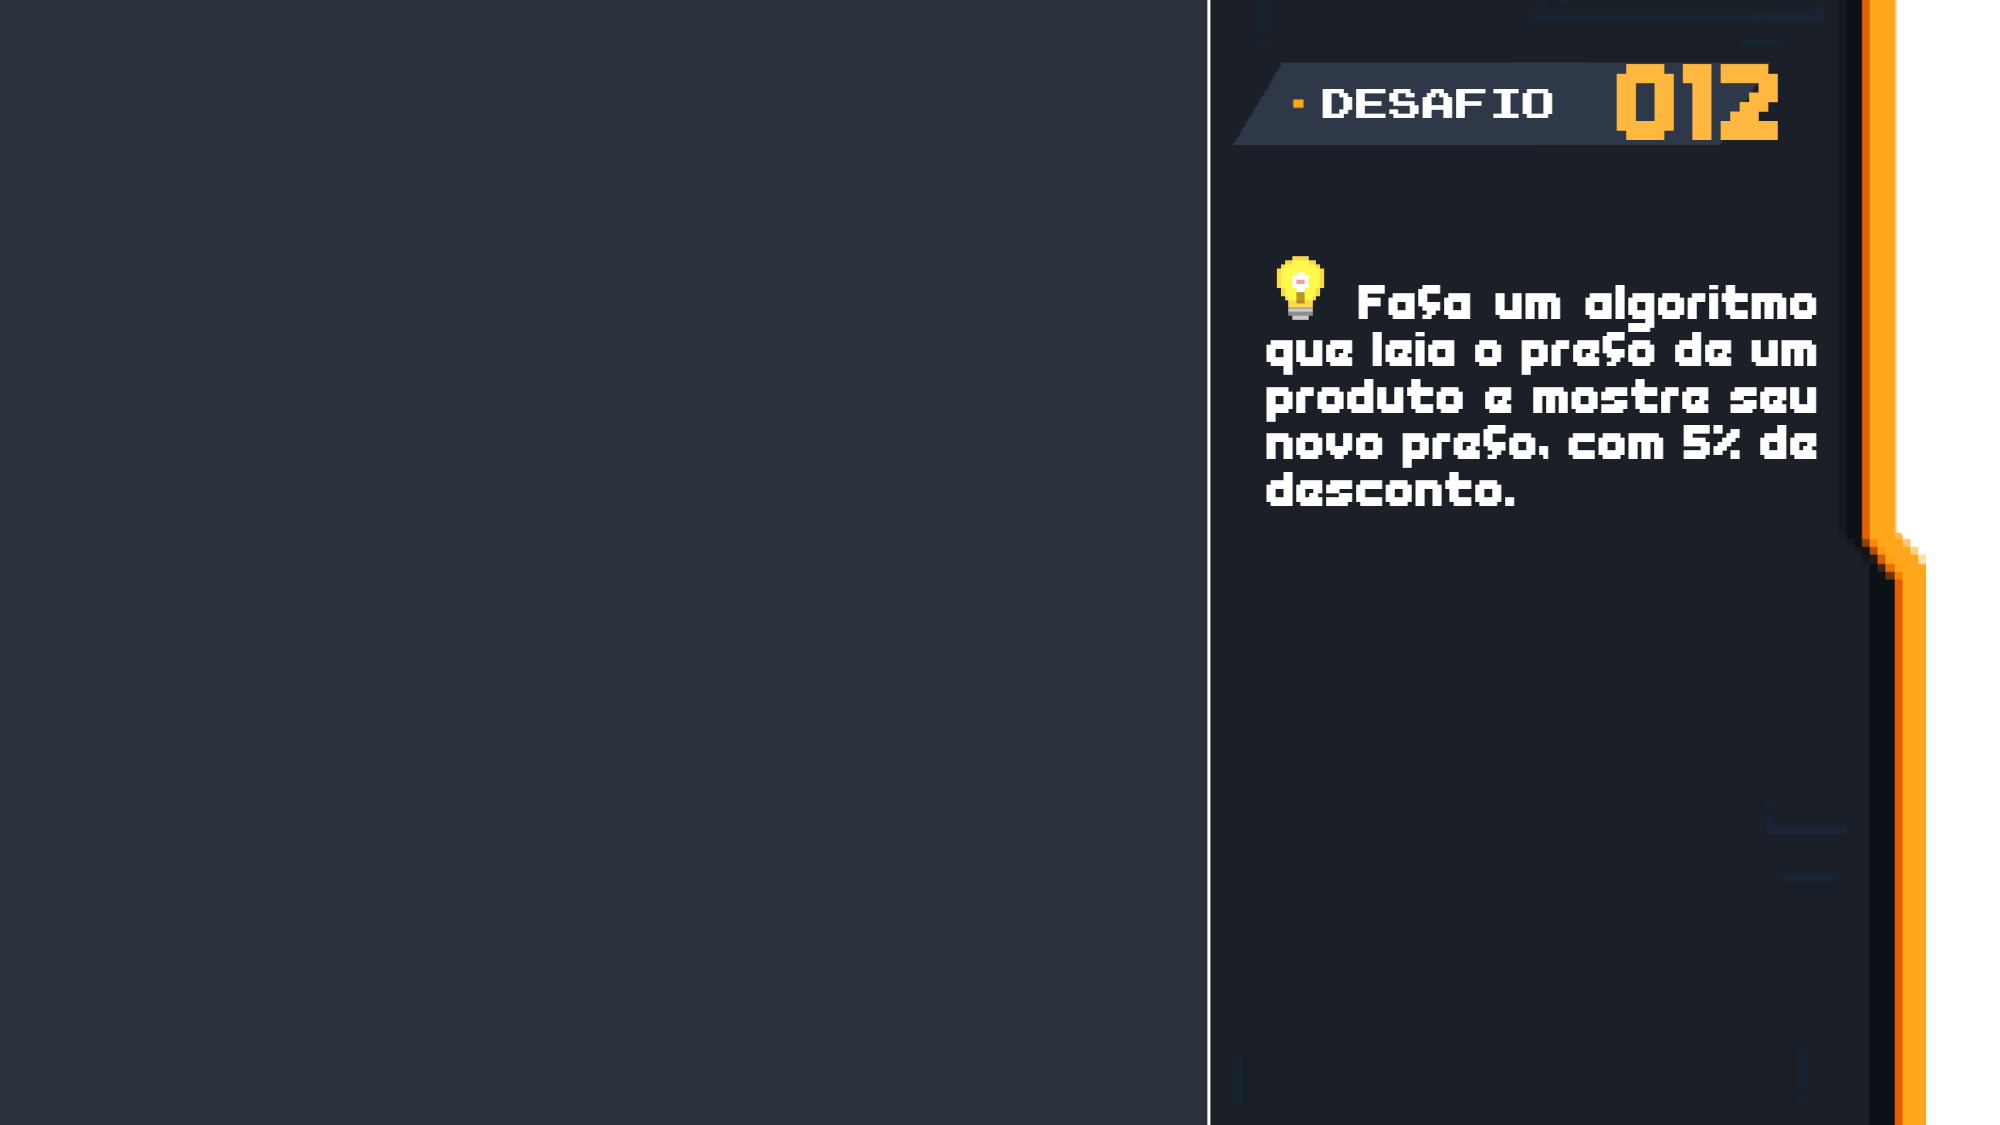 DESAFIO 012
Faça um algoritmo
que leia o preço de um
produto e mostre seu
novo preço, com 5% de
desconto.